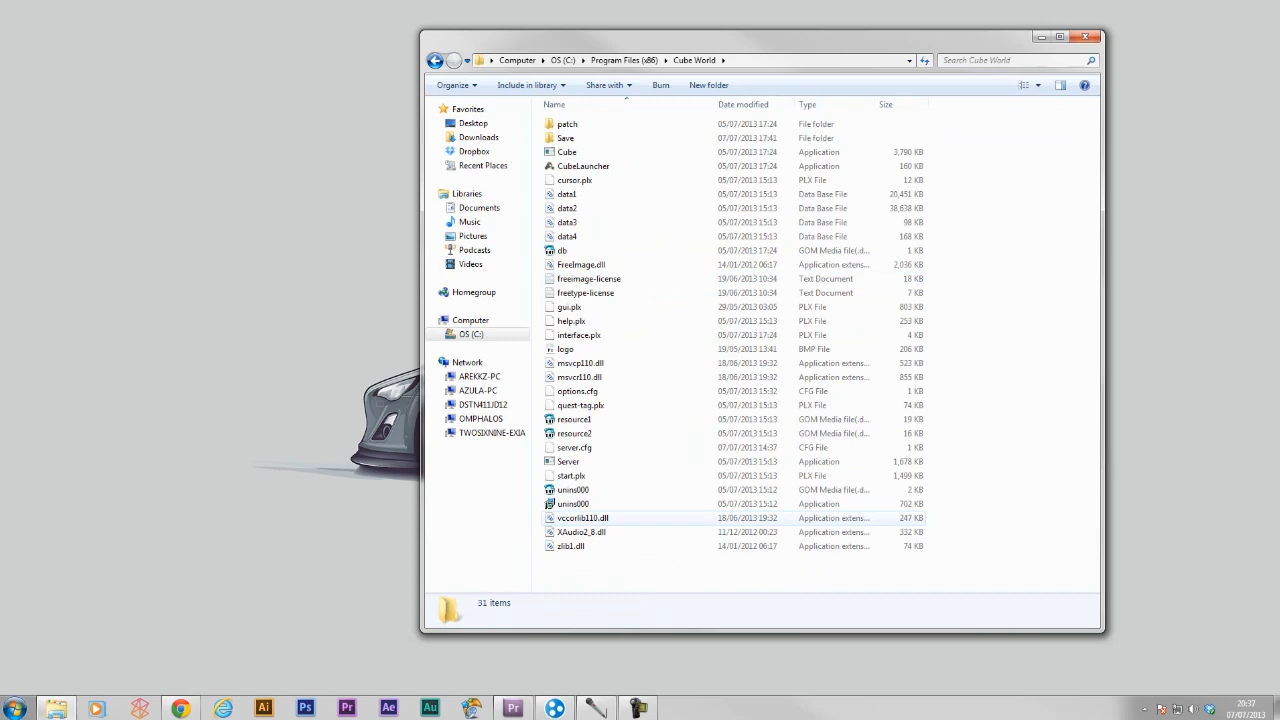 Computer OS (C:) Program Files (x86) Cube World
Search Cube World
Organize Include in library Share with Burn New folder
Name Date modified Type Size
Favorites
Desktop
Downloads
Dropbox
Recent Places
Libraries
Documents
Music
Pictures
Podcasts
Videos
Homegroup
Computer
OS (C:)
Network
AREKKZ-PC
AZULA-PC
DSTN411JD12
OMPHALOS
TWOSIXNINE-EXIA
patch 05/07/2013 17:24 File folder
Save 07/07/2013 17:41 File folder
Cube 05/07/2013 17:24 Application 3,790 KB
CubeLauncher 05/07/2013 17:24 Application 160 KB
cursor.plx 05/07/2013 15:13 PLX File 12 KB
data1 05/07/2013 15:13 Data Base File 20,451 KB
data2 05/07/2013 15:13 Data Base File 38,638 KB
data3 05/07/2013 15:13 Data Base File 98 KB
data4 05/07/2013 15:13 Data Base File 168 KB
db 05/07/2013 17:24 GOM Media file(.d... 1 KB
FreeImage.dll 14/01/2012 06:17 Application extens... 2,036 KB
freeimage-license 19/06/2013 10:34 Text Document 18 KB
freetype-license 19/06/2013 10:34 Text Document 7 KB
gui.plx 29/05/2013 03:05 PLX File 803 KB
help.plx 05/07/2013 15:13 PLX File 253 KB
interface.plx 05/07/2013 17:24 PLX File 4 KB
logo 19/05/2013 13:41 BMP File 206 KB
msvcp110.dll 18/06/2013 19:32 Application extens... 523 KB
msvcr110.dll 18/06/2013 19:32 Application extens... 855 KB
options.cfg 05/07/2013 15:33 CFG File 1 KB
quest-tag.plx 05/07/2013 15:13 PLX File 74 KB
resource1 05/07/2013 15:13 GOM Media file(.d... 19 KB
resource2 05/07/2013 15:13 GOM Media file(.d... 16 KB
server.cfg 07/07/2013 14:37 CFG File 1 KB
Server 05/07/2013 15:13 Application 1,678 KB
start.plx 05/07/2013 15:13 PLX File 1,499 KB
unins000 05/07/2013 15:12 GOM Media file(.d... 2 KB
unins000 05/07/2013 15:12 Application 702 KB
vccorlib110.dll 18/06/2013 19:32 Application extens... 247 KB
XAudio2_8.dll 11/12/2012 00:23 Application extens... 332 KB
zlib1.dll 14/01/2012 06:17 Application extens... 74 KB
31 items
Ai Ps Pr Ae Au Pr
20:37
07/07/2013